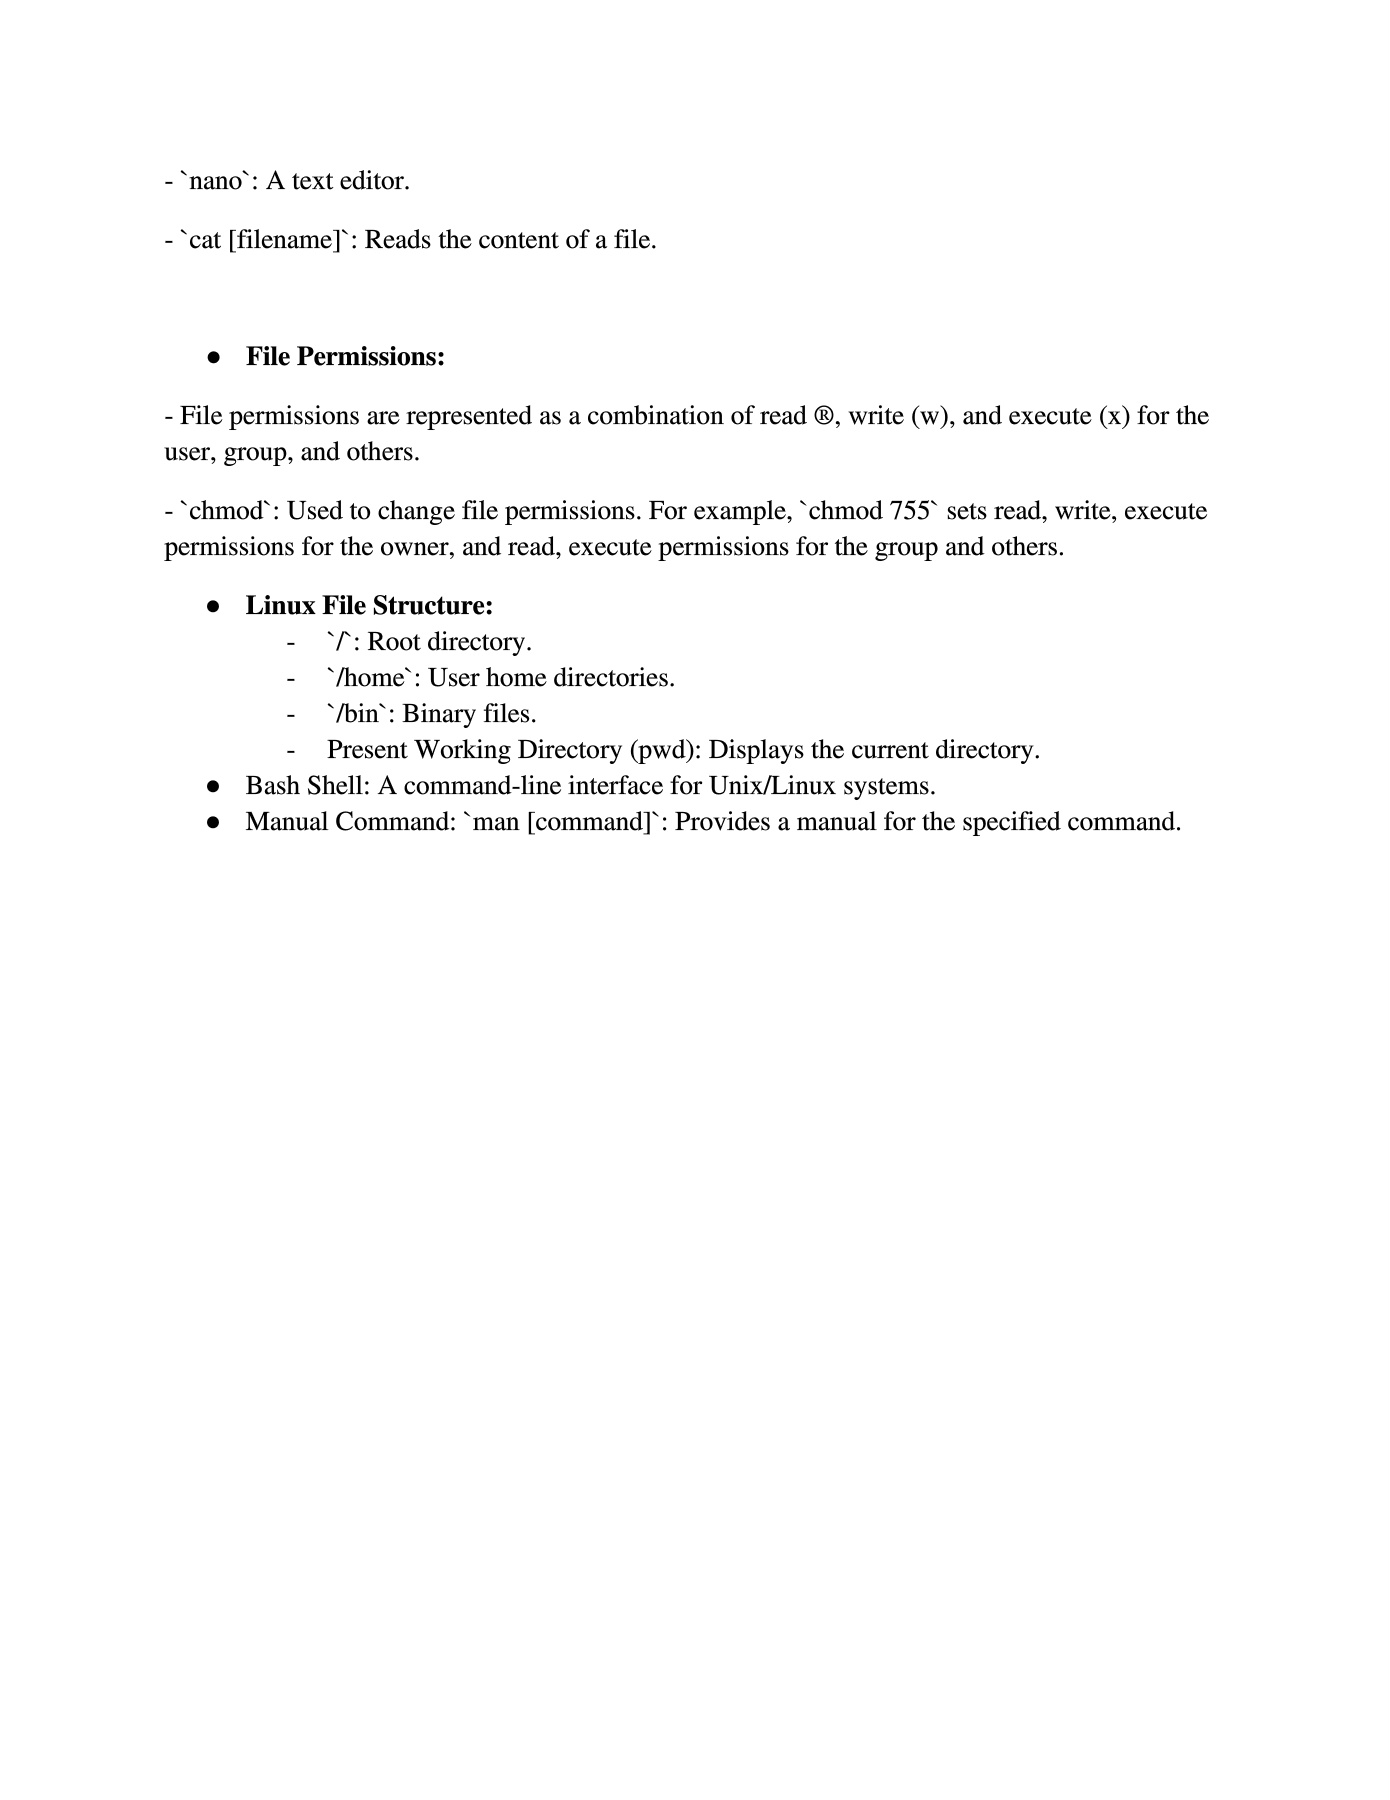 - `nano`: A text editor.
- `cat [filename]`: Reads the content of a file.
● File Permissions:
- File permissions are represented as a combination of read ®, write (w), and execute (x) for the
user, group, and others.
- `chmod`: Used to change file permissions. For example, `chmod 755` sets read, write, execute
permissions for the owner, and read, execute permissions for the group and others.
● Linux File Structure:
- `/`: Root directory.
- `/home`: User home directories.
- `/bin`: Binary files.
- Present Working Directory (pwd): Displays the current directory.
● Bash Shell: A command-line interface for Unix/Linux systems.
● Manual Command: `man [command]`: Provides a manual for the specified command.